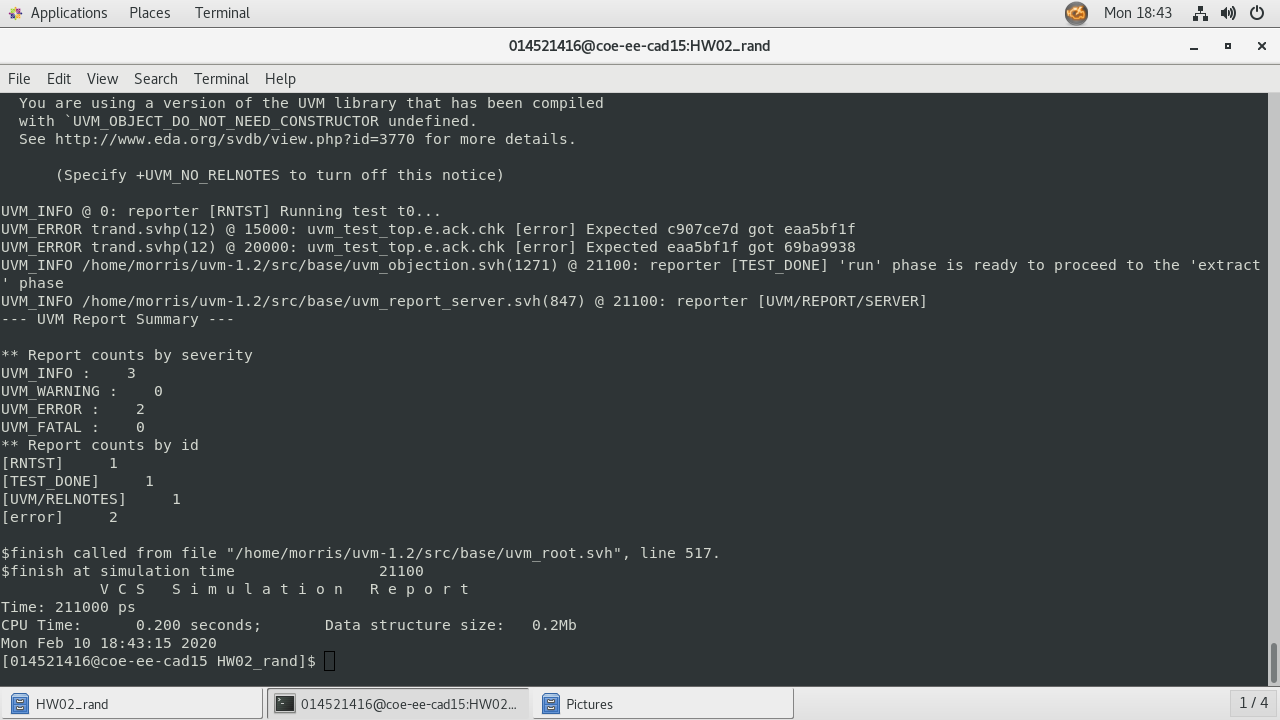 Applications Places Terminal Mon 18:43
014521416@coe-ee-cad15:HW02_rand
File Edit View Search Terminal Help
You are using a version of the UVM library that has been compiled
with `UVM_OBJECT_DO_NOT_NEED_CONSTRUCTOR undefined.
See http://www.eda.org/svdb/view.php?id=3770 for more details.
(Specify +UVM_NO_RELNOTES to turn off this notice)
UVM_INFO @ 0: reporter [RNTST] Running test t0...
UVM_ERROR trand.svhp(12) @ 15000: uvm_test_top.e.ack.chk [error] Expected c907ce7d got eaa5bf1f
UVM_ERROR trand.svhp(12) @ 20000: uvm_test_top.e.ack.chk [error] Expected eaa5bf1f got 69ba9938
UVM_INFO /home/morris/uvm-1.2/src/base/uvm_objection.svh(1271) @ 21100: reporter [TEST_DONE] 'run' phase is ready to proceed to the 'extract
' phase
UVM_INFO /home/morris/uvm-1.2/src/base/uvm_report_server.svh(847) @ 21100: reporter [UVM/REPORT/SERVER]
--- UVM Report Summary ---
** Report counts by severity
UVM_INFO :    3
UVM_WARNING :    0
UVM_ERROR :    2
UVM_FATAL :    0
** Report counts by id
[RNTST]     1
[TEST_DONE]     1
[UVM/RELNOTES]     1
[error]     2
$finish called from file "/home/morris/uvm-1.2/src/base/uvm_root.svh", line 517.
$finish at simulation time                21100
V C S   S i m u l a t i o n   R e p o r t
Time: 211000 ps
CPU Time:      0.200 seconds;       Data structure size:   0.2Mb
Mon Feb 10 18:43:15 2020
[014521416@coe-ee-cad15 HW02_rand]$
HW02_rand 014521416@coe-ee-cad15:HW02... Pictures 1 / 4